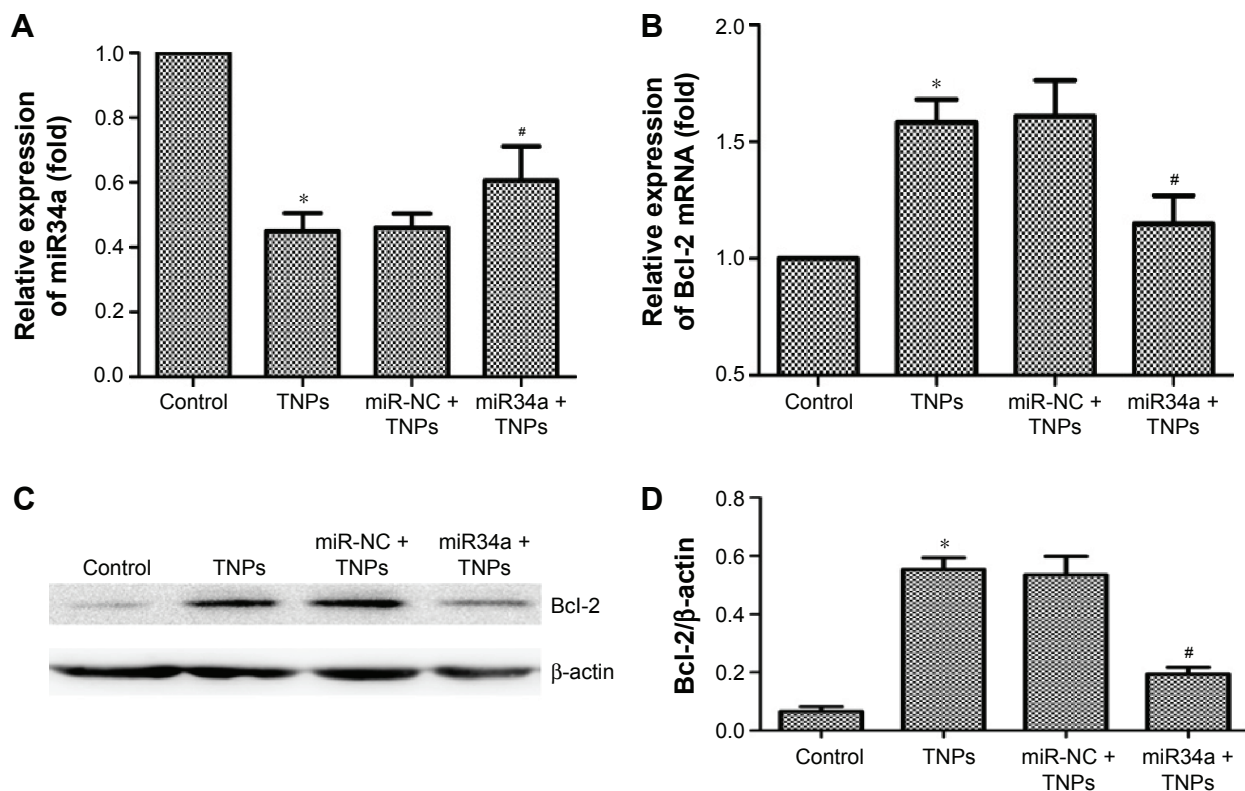 A
Relative expression
of miR34a (fold)
1.0
0.8
0.6
0.4
0.2
0.0
*
#
Control
TNPs
miR-NC +
TNPs
miR34a +
TNPs
B
Relative expression
of Bcl-2 mRNA (fold)
2.0
1.5
1.0
0.5
*
#
Control
TNPs
miR-NC +
TNPs
miR34a +
TNPs
C
Control
TNPs
miR-NC +
TNPs
miR34a +
TNPs
Bcl-2
β-actin
D
Bcl-2/β-actin
0.8
0.6
0.4
0.2
0.0
*
#
Control
TNPs
miR-NC +
TNPs
miR34a +
TNPs